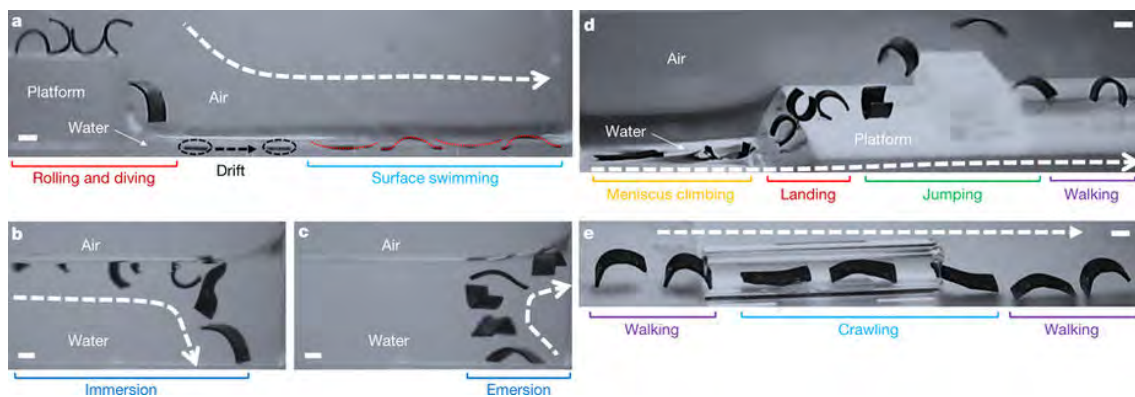 a
Platform
Air
Water
Rolling and diving
Drift
Surface swimming
b
Air
Water
Immersion
c
Air
Water
Emersion
d
Air
Water
Platform
Meniscus climbing
Landing
Jumping
Walking
e
Walking
Crawling
Walking